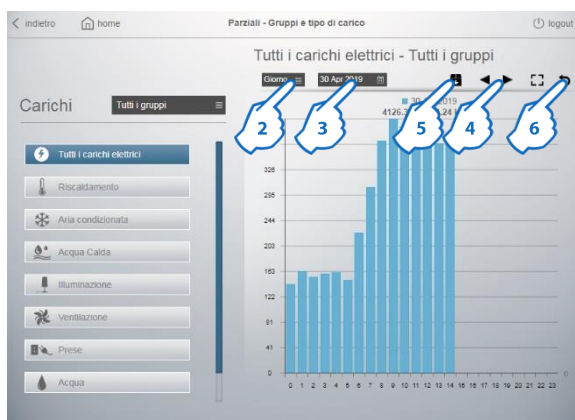 indietro
home
Parziali - Gruppi e tipo di carico
logout
Tutti i carichi elettrici - Tutti i gruppi
Giorno
30 Apr 2019
Carichi
Tutti i gruppi
2
3
5
4
6
Tutti i carichi elettrici
Riscaldamento
Aria condizionata
Acqua Calda
Illuminazione
Ventilazione
Prese
Acqua
326
285
244
203
163
122
81
41
0
0
0 1 2 3 4 5 6 7 8 9 10 11 12 13 14 15 16 17 18 19 20 21 22 23